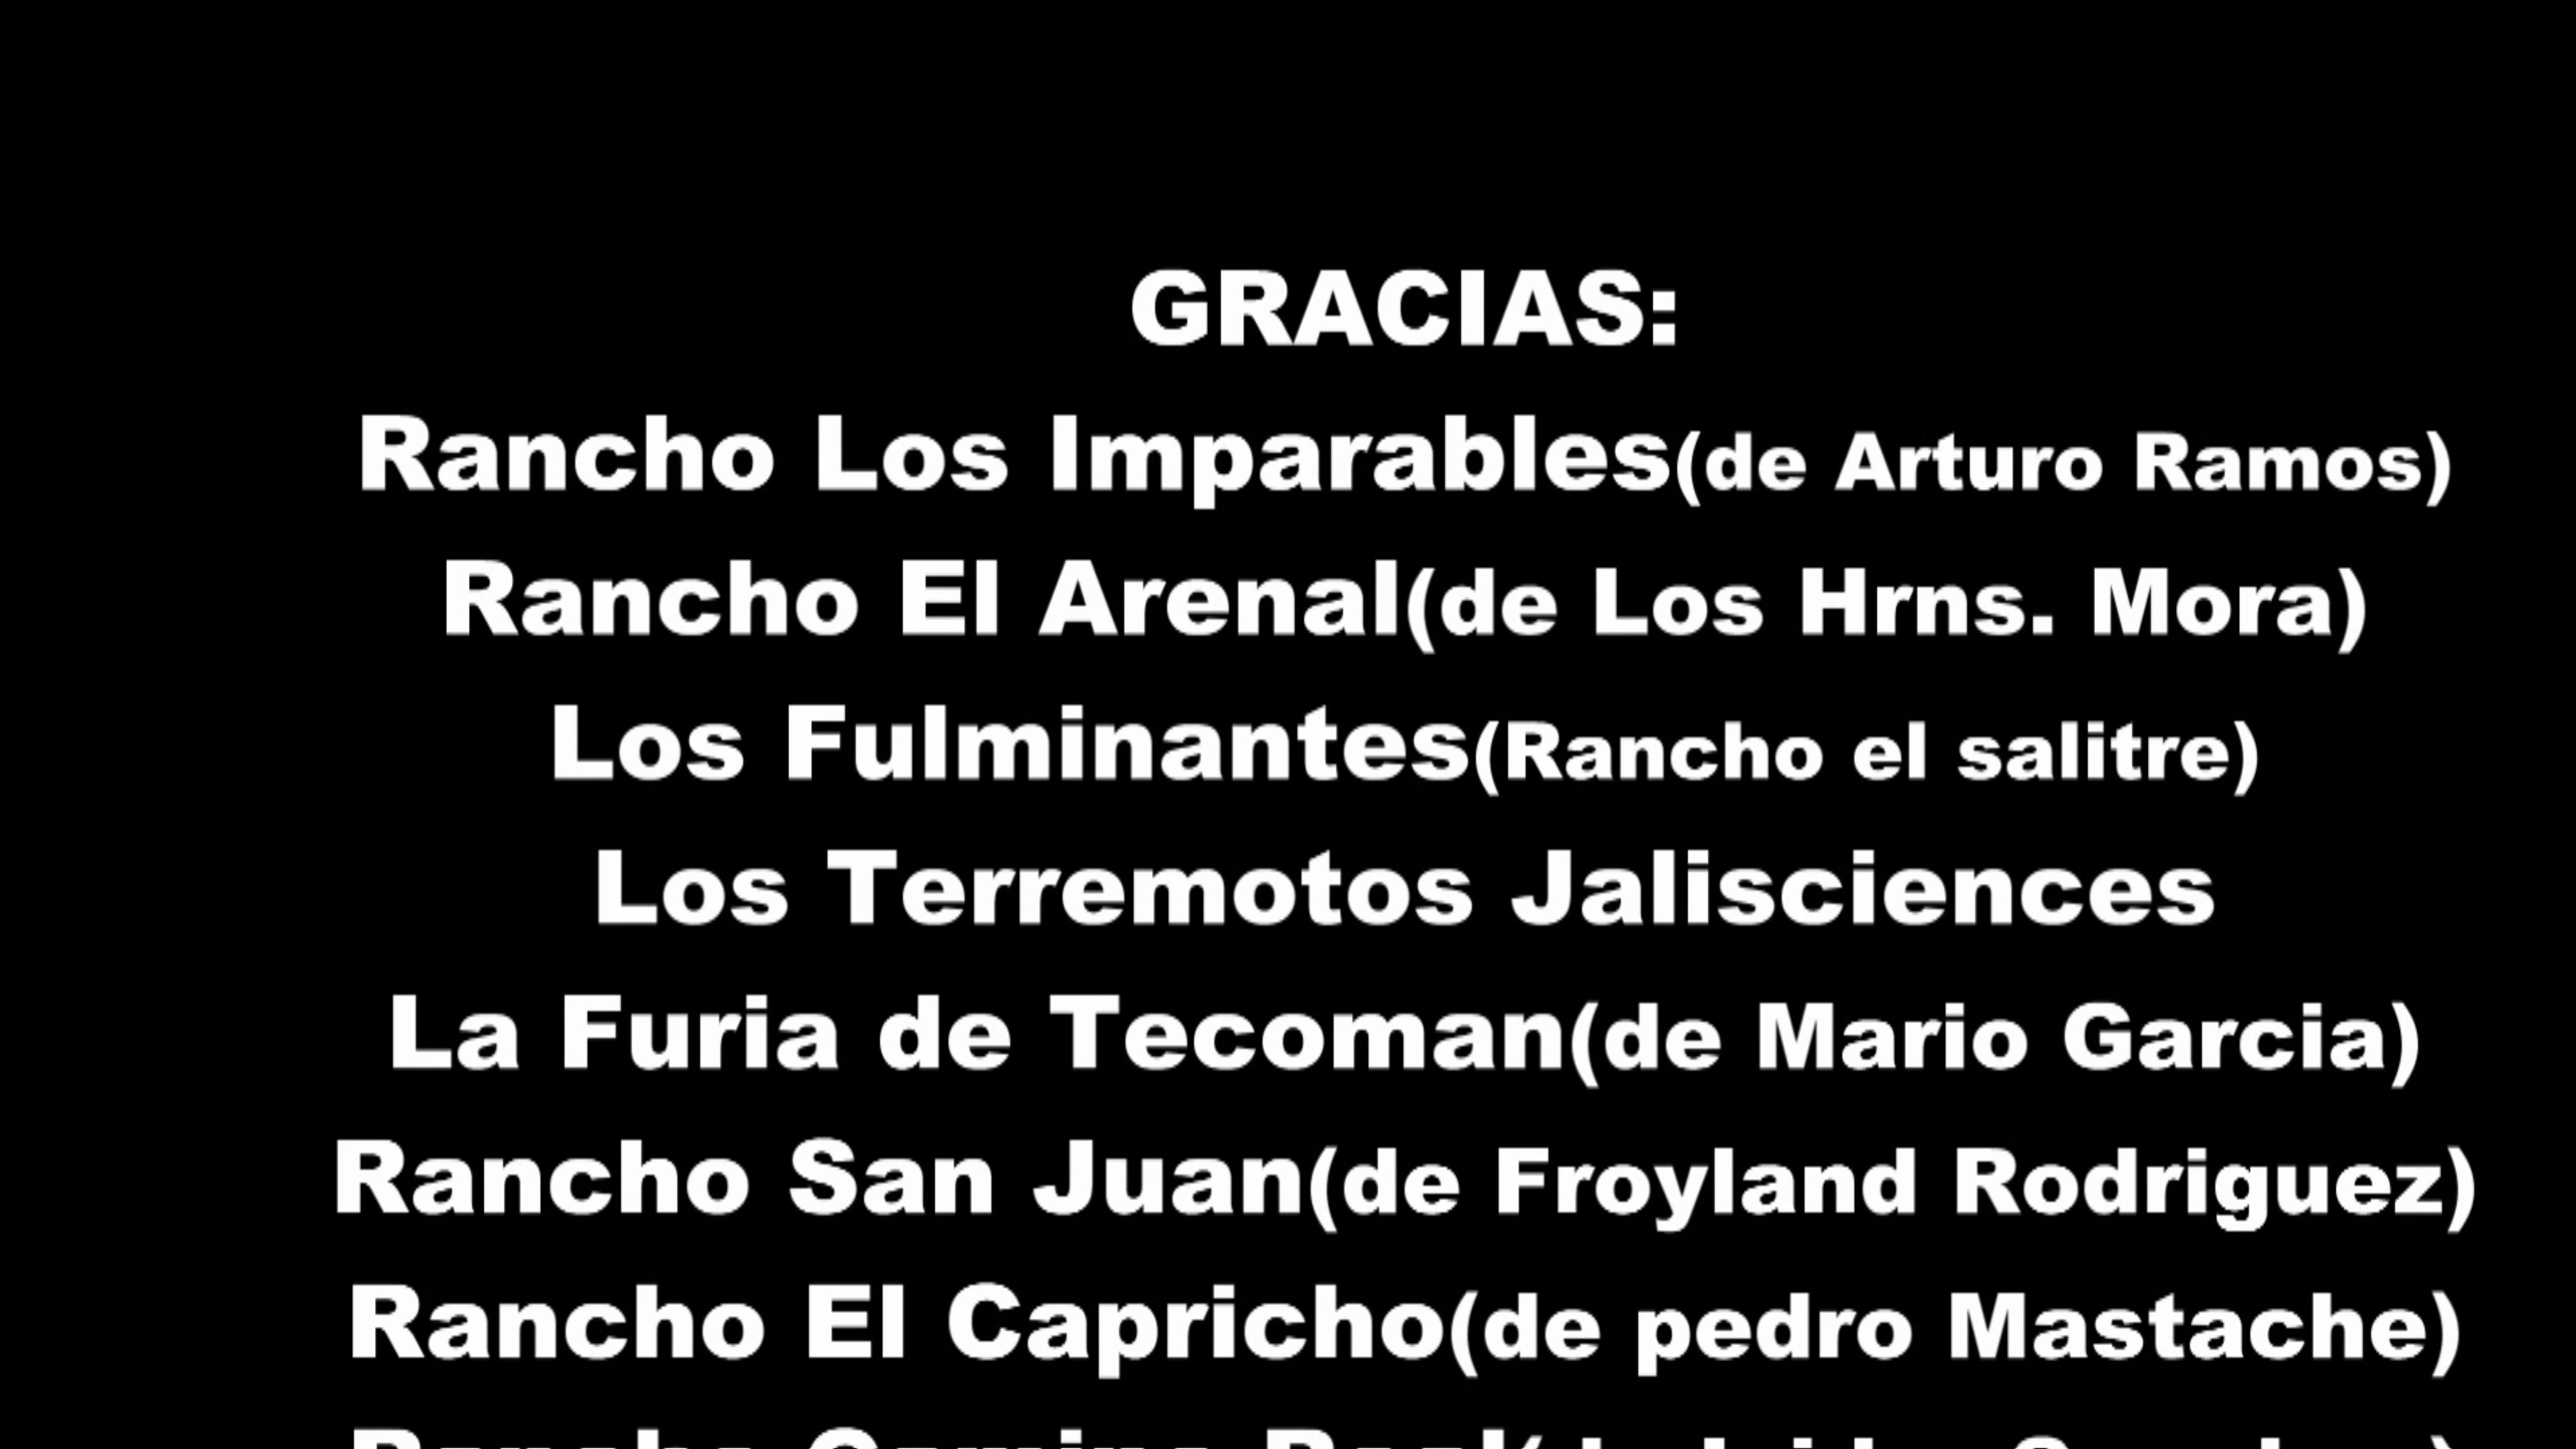 GRACIAS:
Rancho Los Imparables(de Arturo Ramos)
Rancho El Arenal(de Los Hrns. Mora)
Los Fulminantes(Rancho el salitre)
Los Terremotos Jalisciences
La Furia de Tecoman(de Mario Garcia)
Rancho San Juan(de Froyland Rodriguez)
Rancho El Capricho(de pedro Mastache)
Rancho